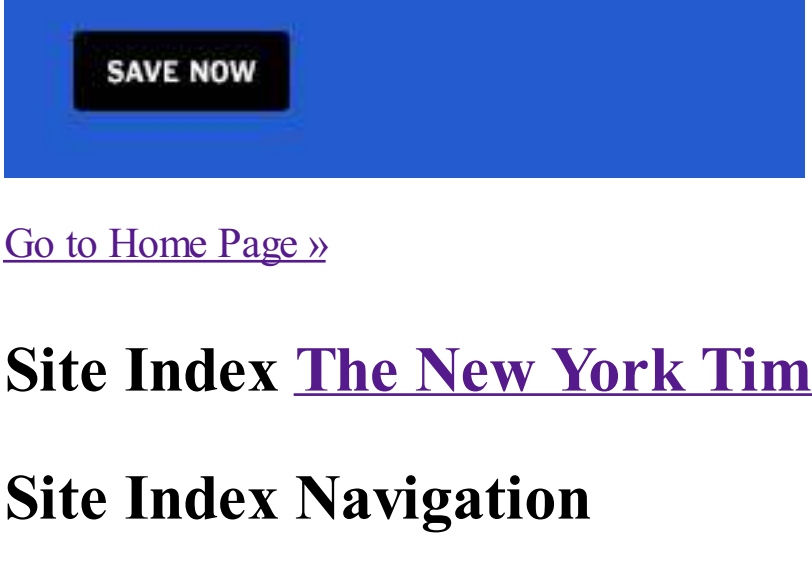 SAVE NOW
Go to Home Page »
Site Index The New York Tim
Site Index Navigation